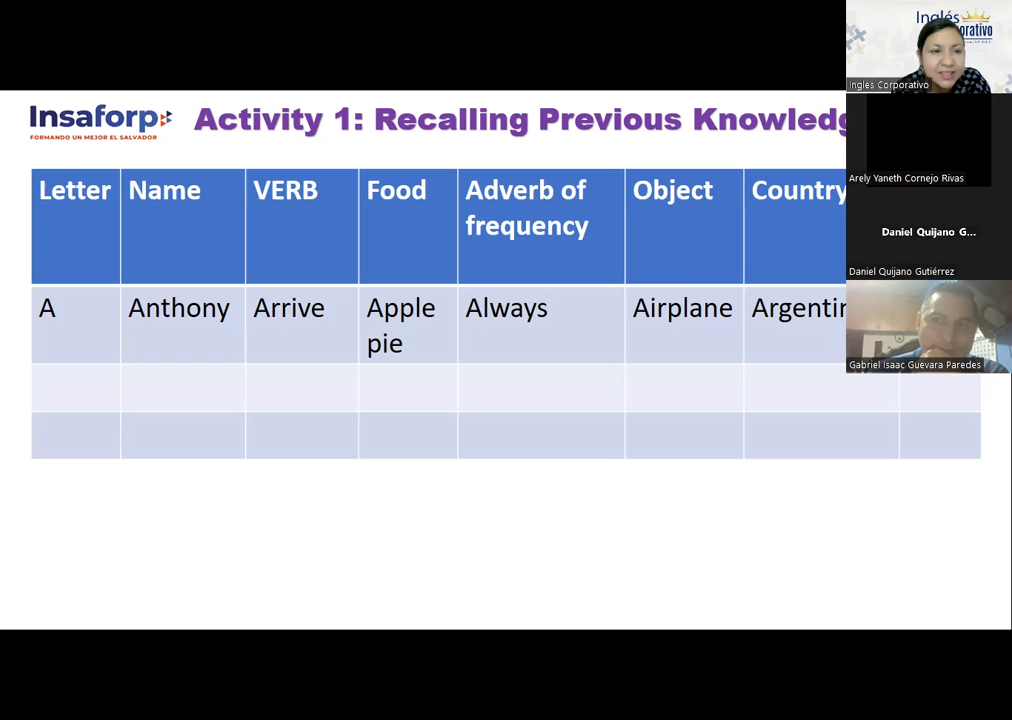 Inglés
Ingles Corporativo
Insaforp
FORMANDO UN MEJOR EL SALVADOR
Activity 1: Recalling Previous Knowledg
Arely Yaneth Cornejo Rivas
Letter Name VERB Food Adverb of frequency Object Country
Daniel Quijano G...
Daniel Quijano Gutiérrez
A Anthony Arrive Apple pie Always Airplane Argentin
Gabriel Isaac Guevara Paredes